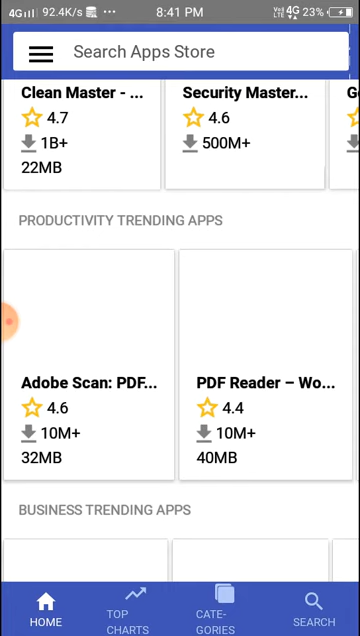 4G 92.4K/s ... 8:41 PM VoLTE 4G 23%
Search Apps Store
Clean Master - ... Security Master... G
4.7 4.6
1B+ 500M+
22MB
PRODUCTIVITY TRENDING APPS
Adobe Scan: PDF... PDF Reader – Wo...
4.6 4.4
10M+ 10M+
32MB 40MB
BUSINESS TRENDING APPS
HOME TOP CATE- SEARCH
CHARTS GORIES